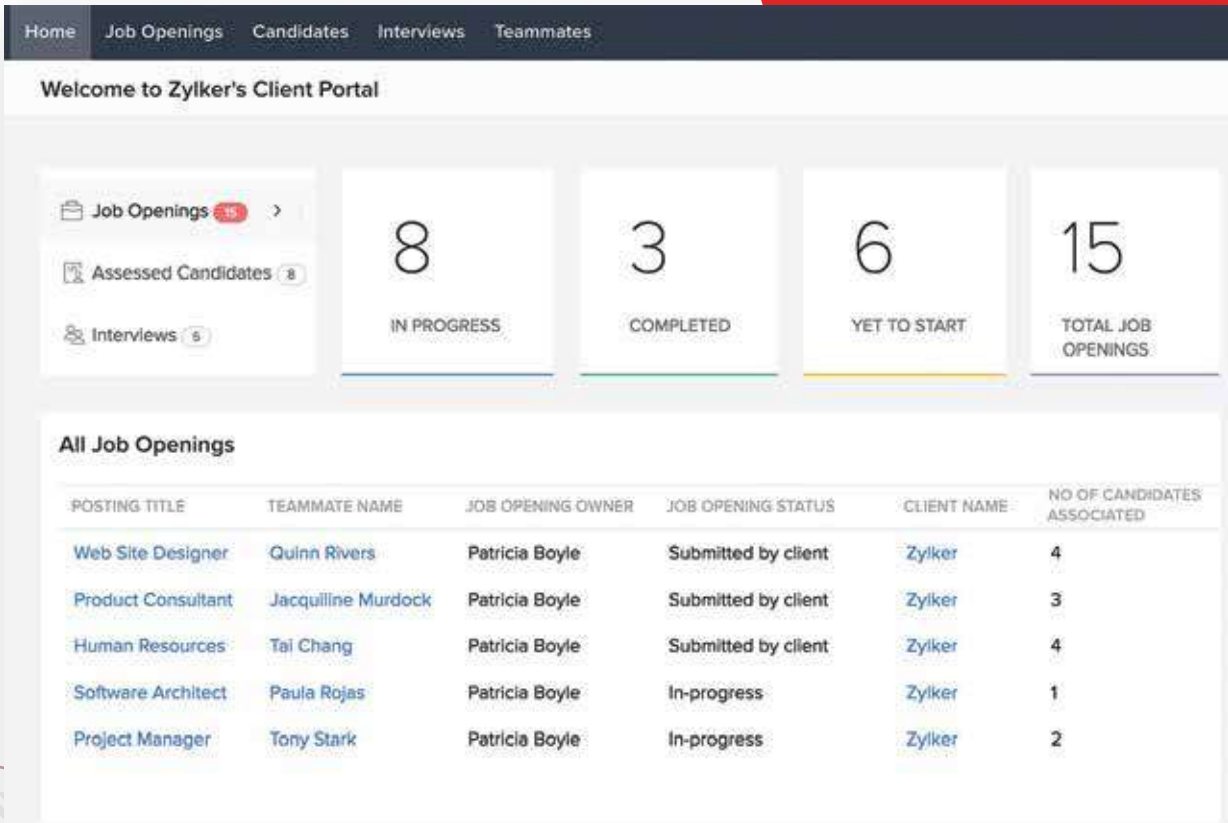 Home Job Openings Candidates Interviews Teammates
Welcome to Zylker's Client Portal
Job Openings 15 >
Assessed Candidates 8
Interviews 6
8
IN PROGRESS
3
COMPLETED
6
YET TO START
15
TOTAL JOB
OPENINGS
All Job Openings
POSTING TITLE TEAMMATE NAME JOB OPENING OWNER JOB OPENING STATUS CLIENT NAME NO OF CANDIDATES ASSOCIATED
Web Site Designer Quinn Rivers Patricia Boyle Submitted by client Zylker 4
Product Consultant Jacquiline Murdock Patricia Boyle Submitted by client Zylker 3
Human Resources Tai Chang Patricia Boyle Submitted by client Zylker 4
Software Architect Paula Rojas Patricia Boyle In-progress Zylker 1
Project Manager Tony Stark Patricia Boyle In-progress Zylker 2